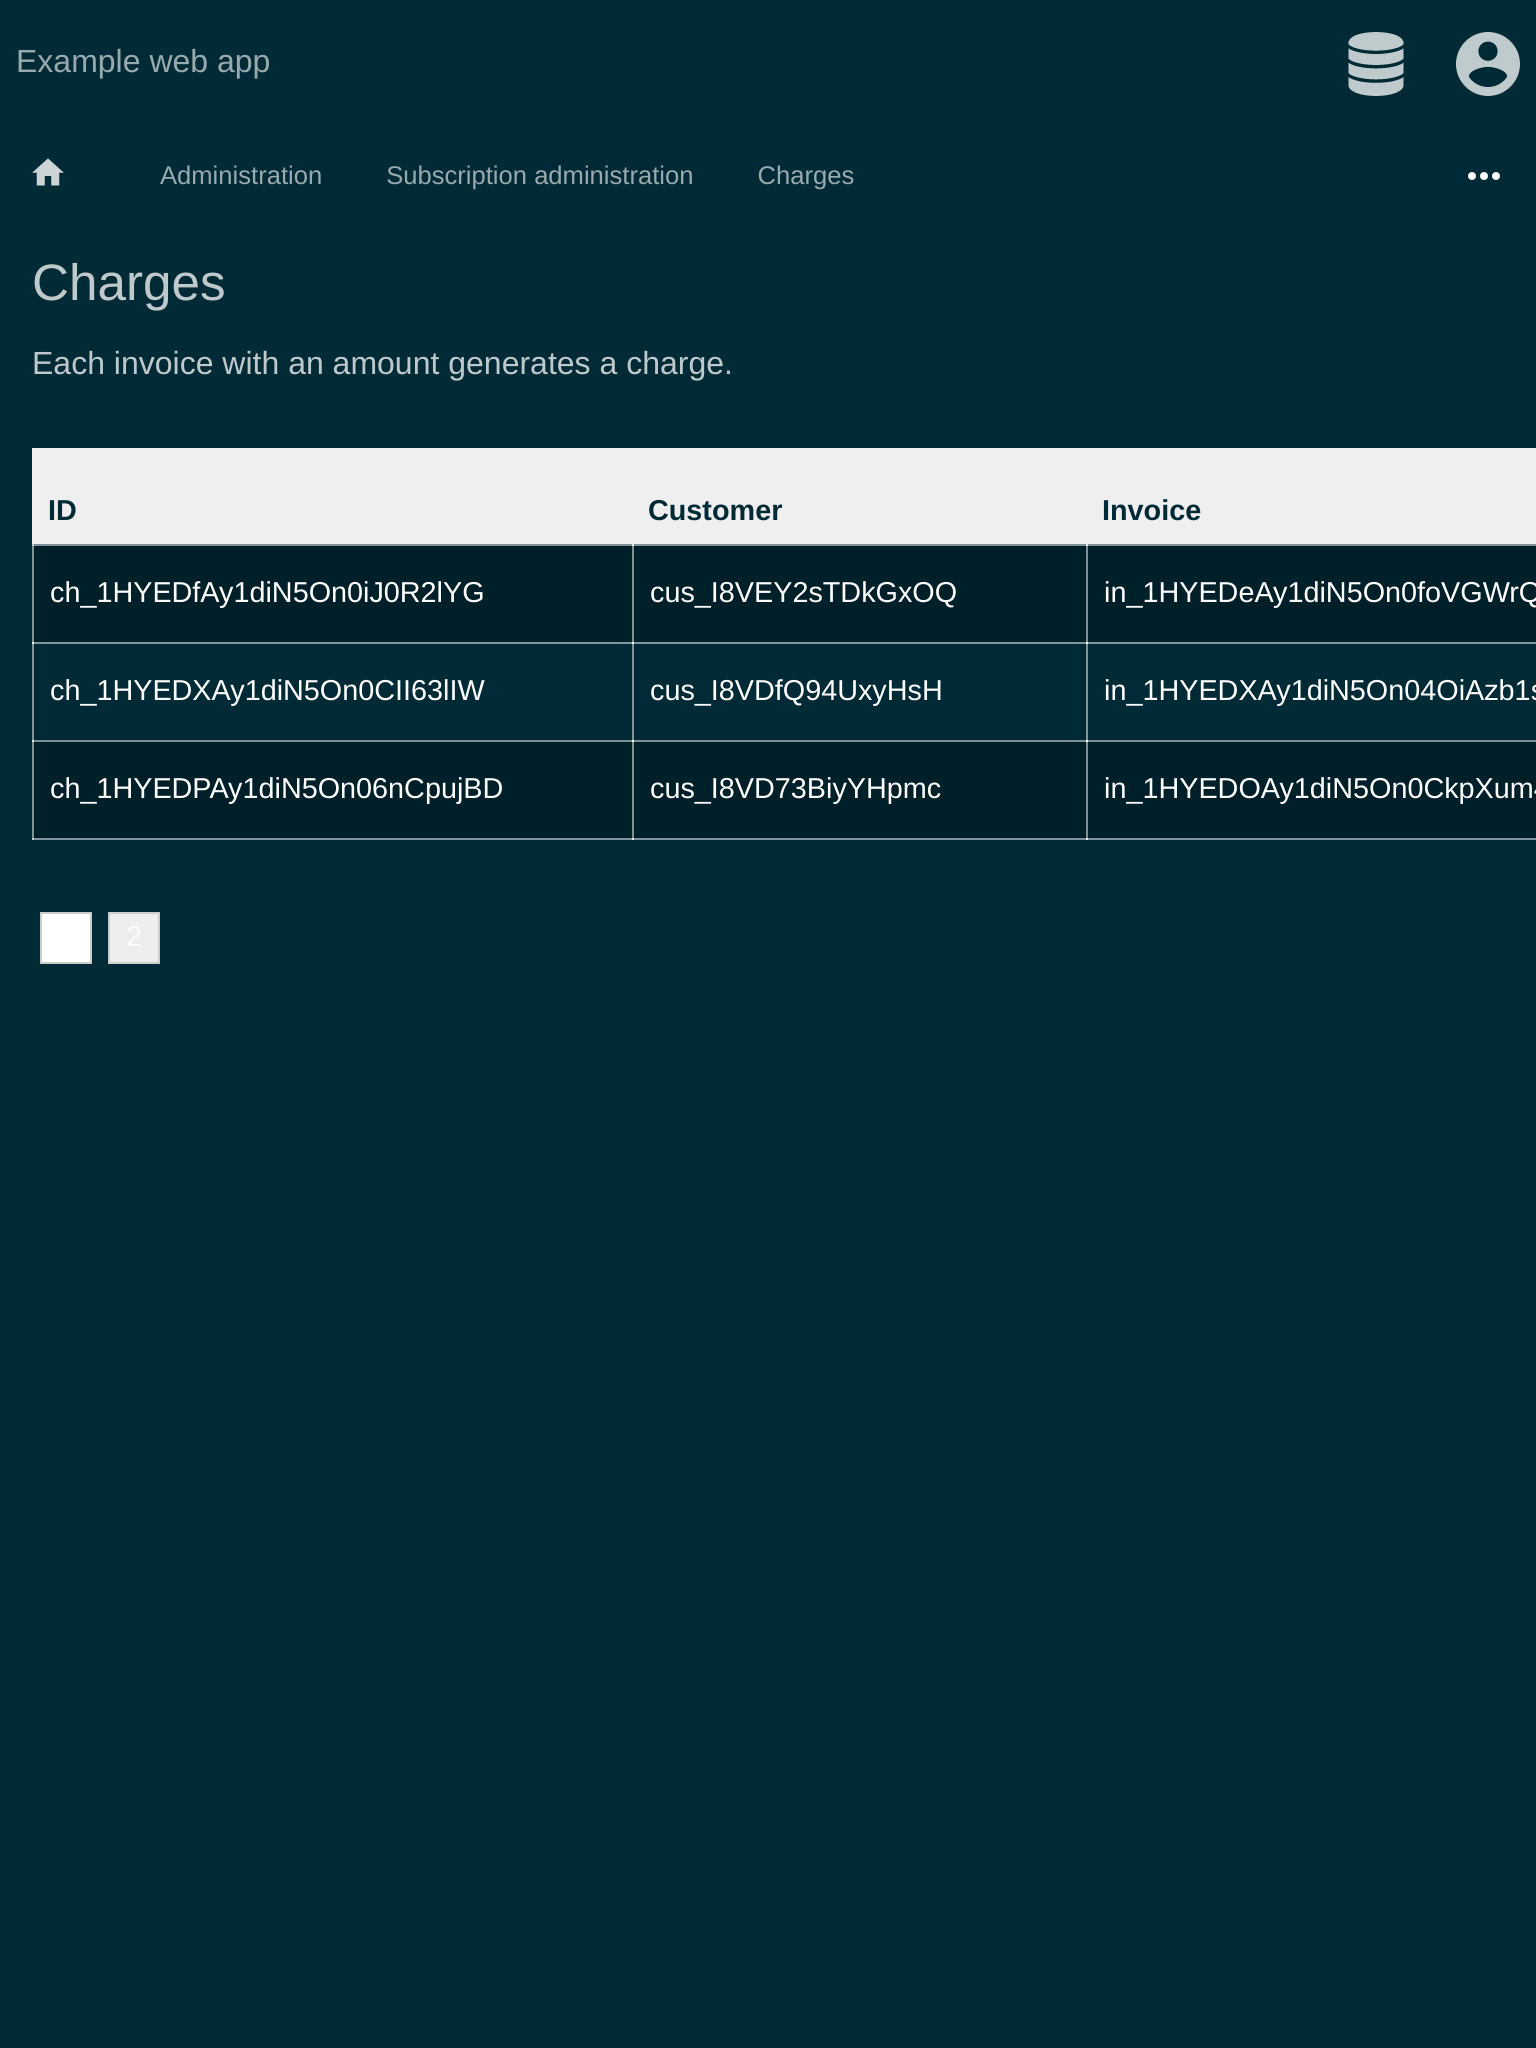 Example web app
Administration Subscription administration Charges
Charges
Each invoice with an amount generates a charge.
ID Customer Invoice
ch_1HYEDfAy1diN5On0iJ0R2lYG cus_I8VEY2sTDkGxOQ in_1HYEDeAy1diN5On0foVGWrQ
ch_1HYEDXAy1diN5On0CII63lIW cus_I8VDfQ94UxyHsH in_1HYEDXAy1diN5On04OiAzb1s
ch_1HYEDPAy1diN5On06nCpujBD cus_I8VD73BiyYHpmc in_1HYEDOAy1diN5On0CkpXum4
2